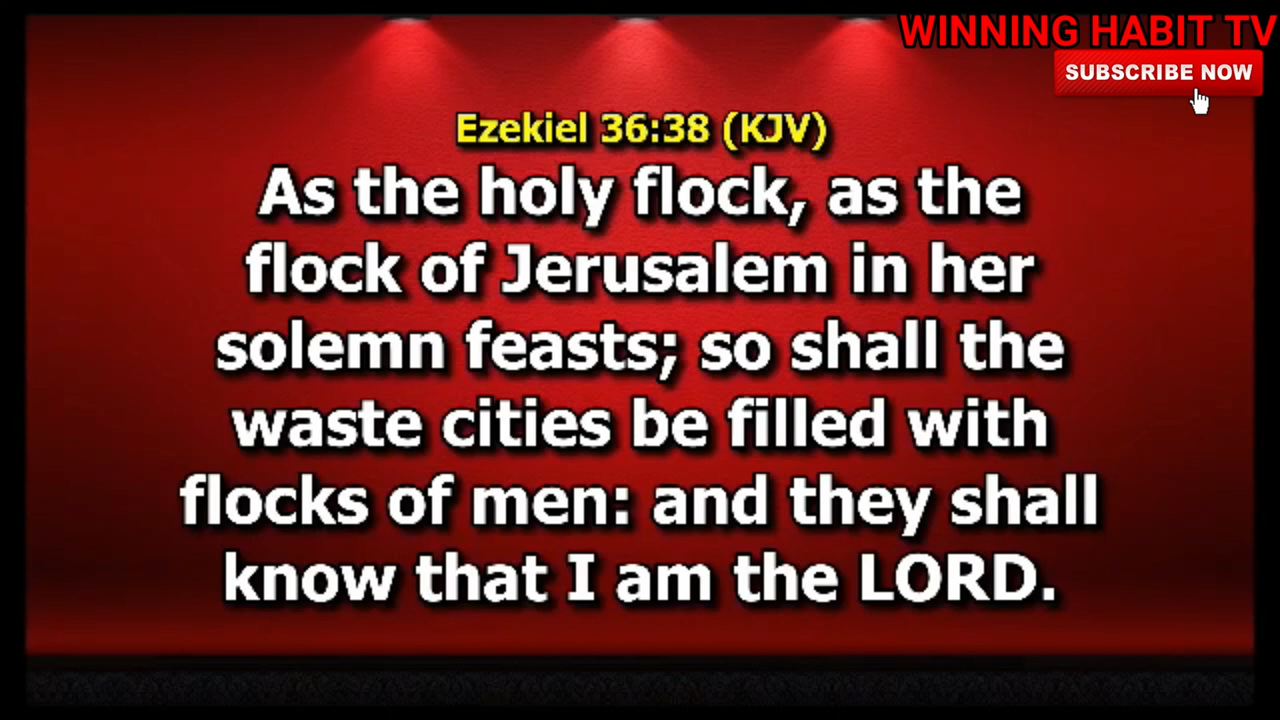 WINNING HABIT TV
SUBSCRIBE NOW
Ezekiel 36:38 (KJV)
As the holy flock, as the
flock of Jerusalem in her
solemn feasts; so shall the
waste cities be filled with
flocks of men: and they shall
know that I am the LORD.